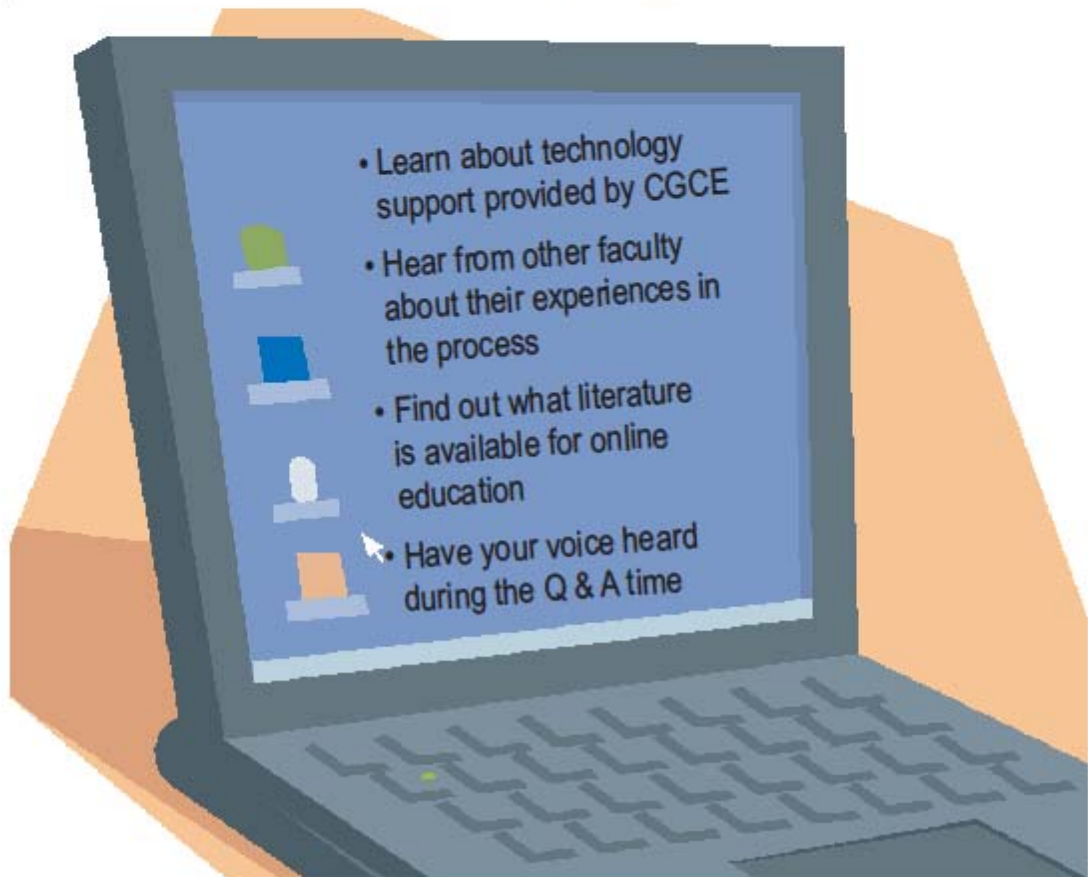 • Learn about technology
support provided by CGCE
• Hear from other faculty
about their experiences in
the process
• Find out what literature
is available for online
education
• Have your voice heard
during the Q & A time